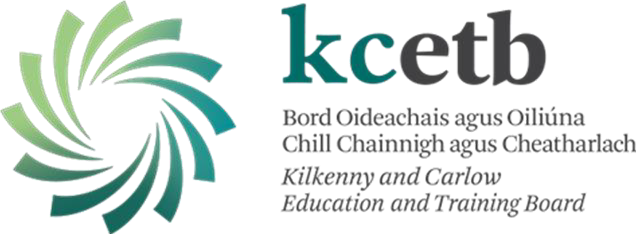 kcetb
Bord Oideachais agus Oiliúna
Chill Chainnigh agus Cheatharlach
Kilkenny and Carlow
Education and Training Board